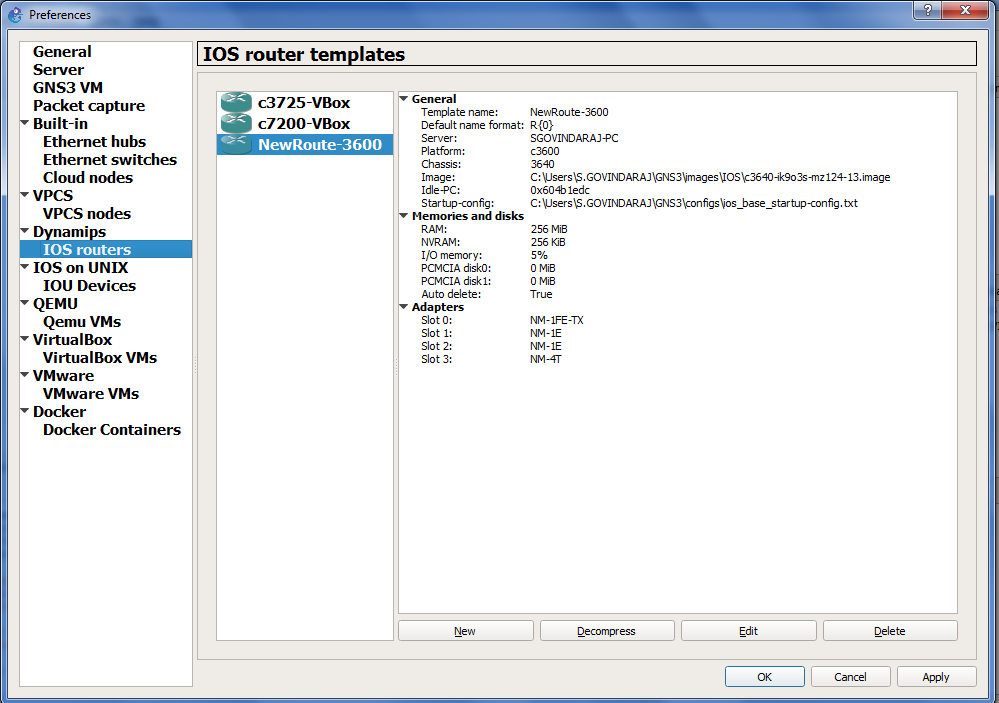 Preferences
?
General
Server
GNS3 VM
Packet capture
Built-in
Ethernet hubs
Ethernet switches
Cloud nodes
VPCS
VPCS nodes
Dynamips
IOS routers
IOS on UNIX
IOU Devices
QEMU
Qemu VMs
VirtualBox
VirtualBox VMs
VMware
VMware VMs
Docker
Docker Containers
IOS router templates
c3725-VBox
c7200-VBox
NewRoute-3600
General
Template name: NewRoute-3600
Default name format: R{0}
Server: SGOVINDARAJ-PC
Platform: c3600
Chassis: 3640
Image: C:\Users\S.GOVINDARAJ\GNS3\images\IOS\c3640-ik9o3s-mz124-13.image
Idle-PC: 0x604b1edc
Startup-config: C:\Users\S.GOVINDARAJ\GNS3\configs\ios_base_startup-config.txt
Memories and disks
RAM: 256 MiB
NVRAM: 256 KiB
I/O memory: 5%
PCMCIA disk0: 0 MiB
PCMCIA disk1: 0 MiB
Auto delete: True
Adapters
Slot 0: NM-1FE-TX
Slot 1: NM-1E
Slot 2: NM-1E
Slot 3: NM-4T
New Decompress Edit Delete
OK Cancel Apply